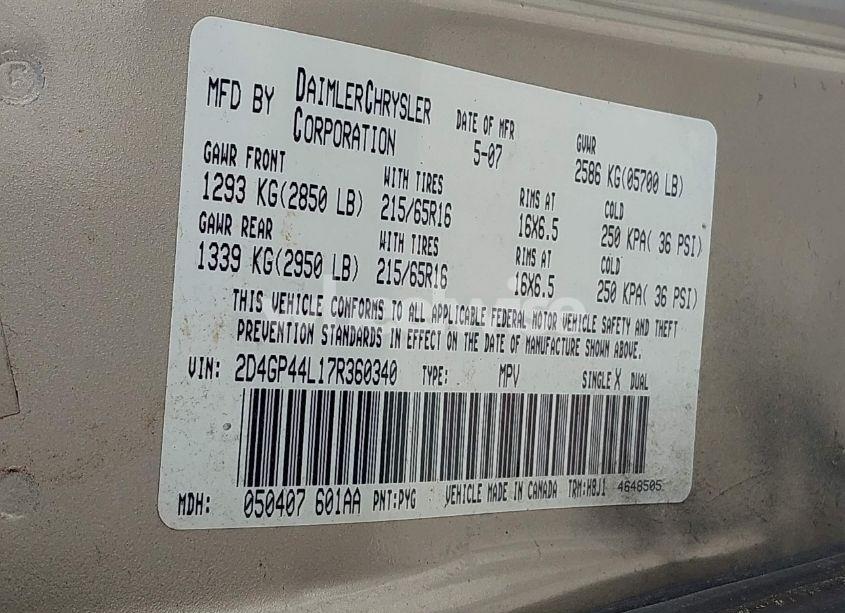 MFD BY DAIMLERCHRYSLER CORPORATION
DATE OF MFR 5-07
GVWR 2586 KG(05700 LB)
GAWR FRONT WITH TIRES RIMS AT COLD
1293 KG(2850 LB) 215/65R16 16X6.5 250 KPA( 36 PSI)
GAWR REAR WITH TIRES RIMS AT COLD
1339 KG(2950 LB) 215/65R16 16X6.5 250 KPA( 36 PSI)
THIS VEHICLE CONFORMS TO ALL APPLICABLE FEDERAL MOTOR VEHICLE SAFETY AND THEFT
PREVENTION STANDARDS IN EFFECT ON THE DATE OF MANUFACTURE SHOWN ABOVE.
VIN: 2D4GP44L17R360340 TYPE: MPV SINGLE X DUAL
MDH: 050407 601AA PNT:PYG VEHICLE MADE IN CANADA TRM:H8J1 4648505